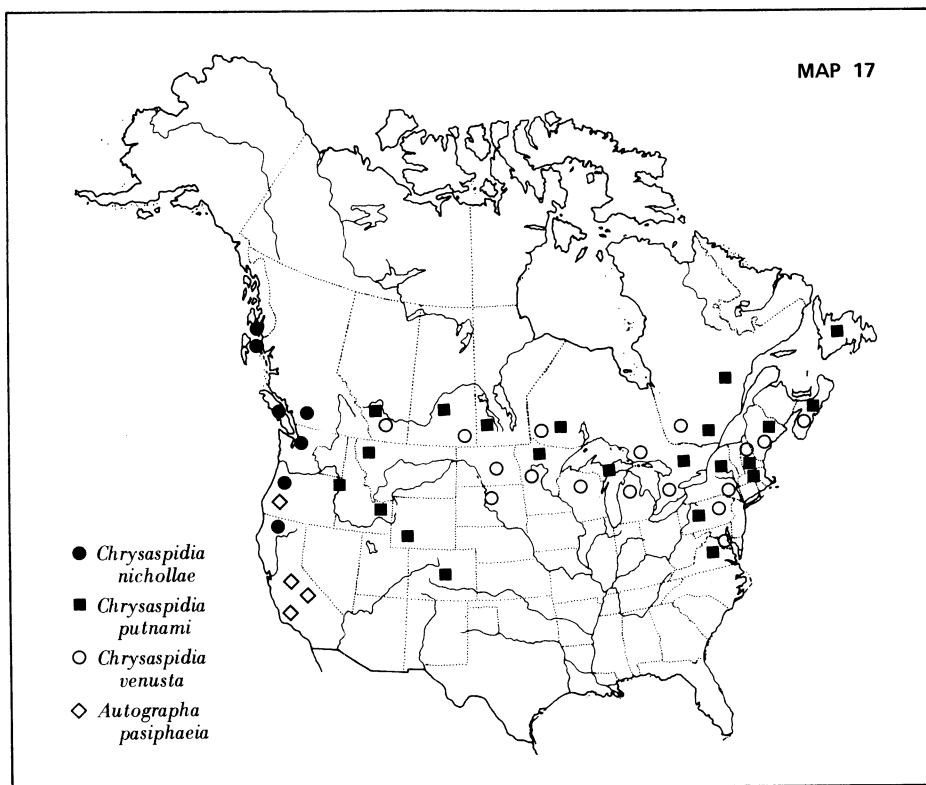 MAP 17
Chrysaspidia
nichollae
Chrysaspidia
putnami
Chrysaspidia
venusta
Autographa
pasiphaeia